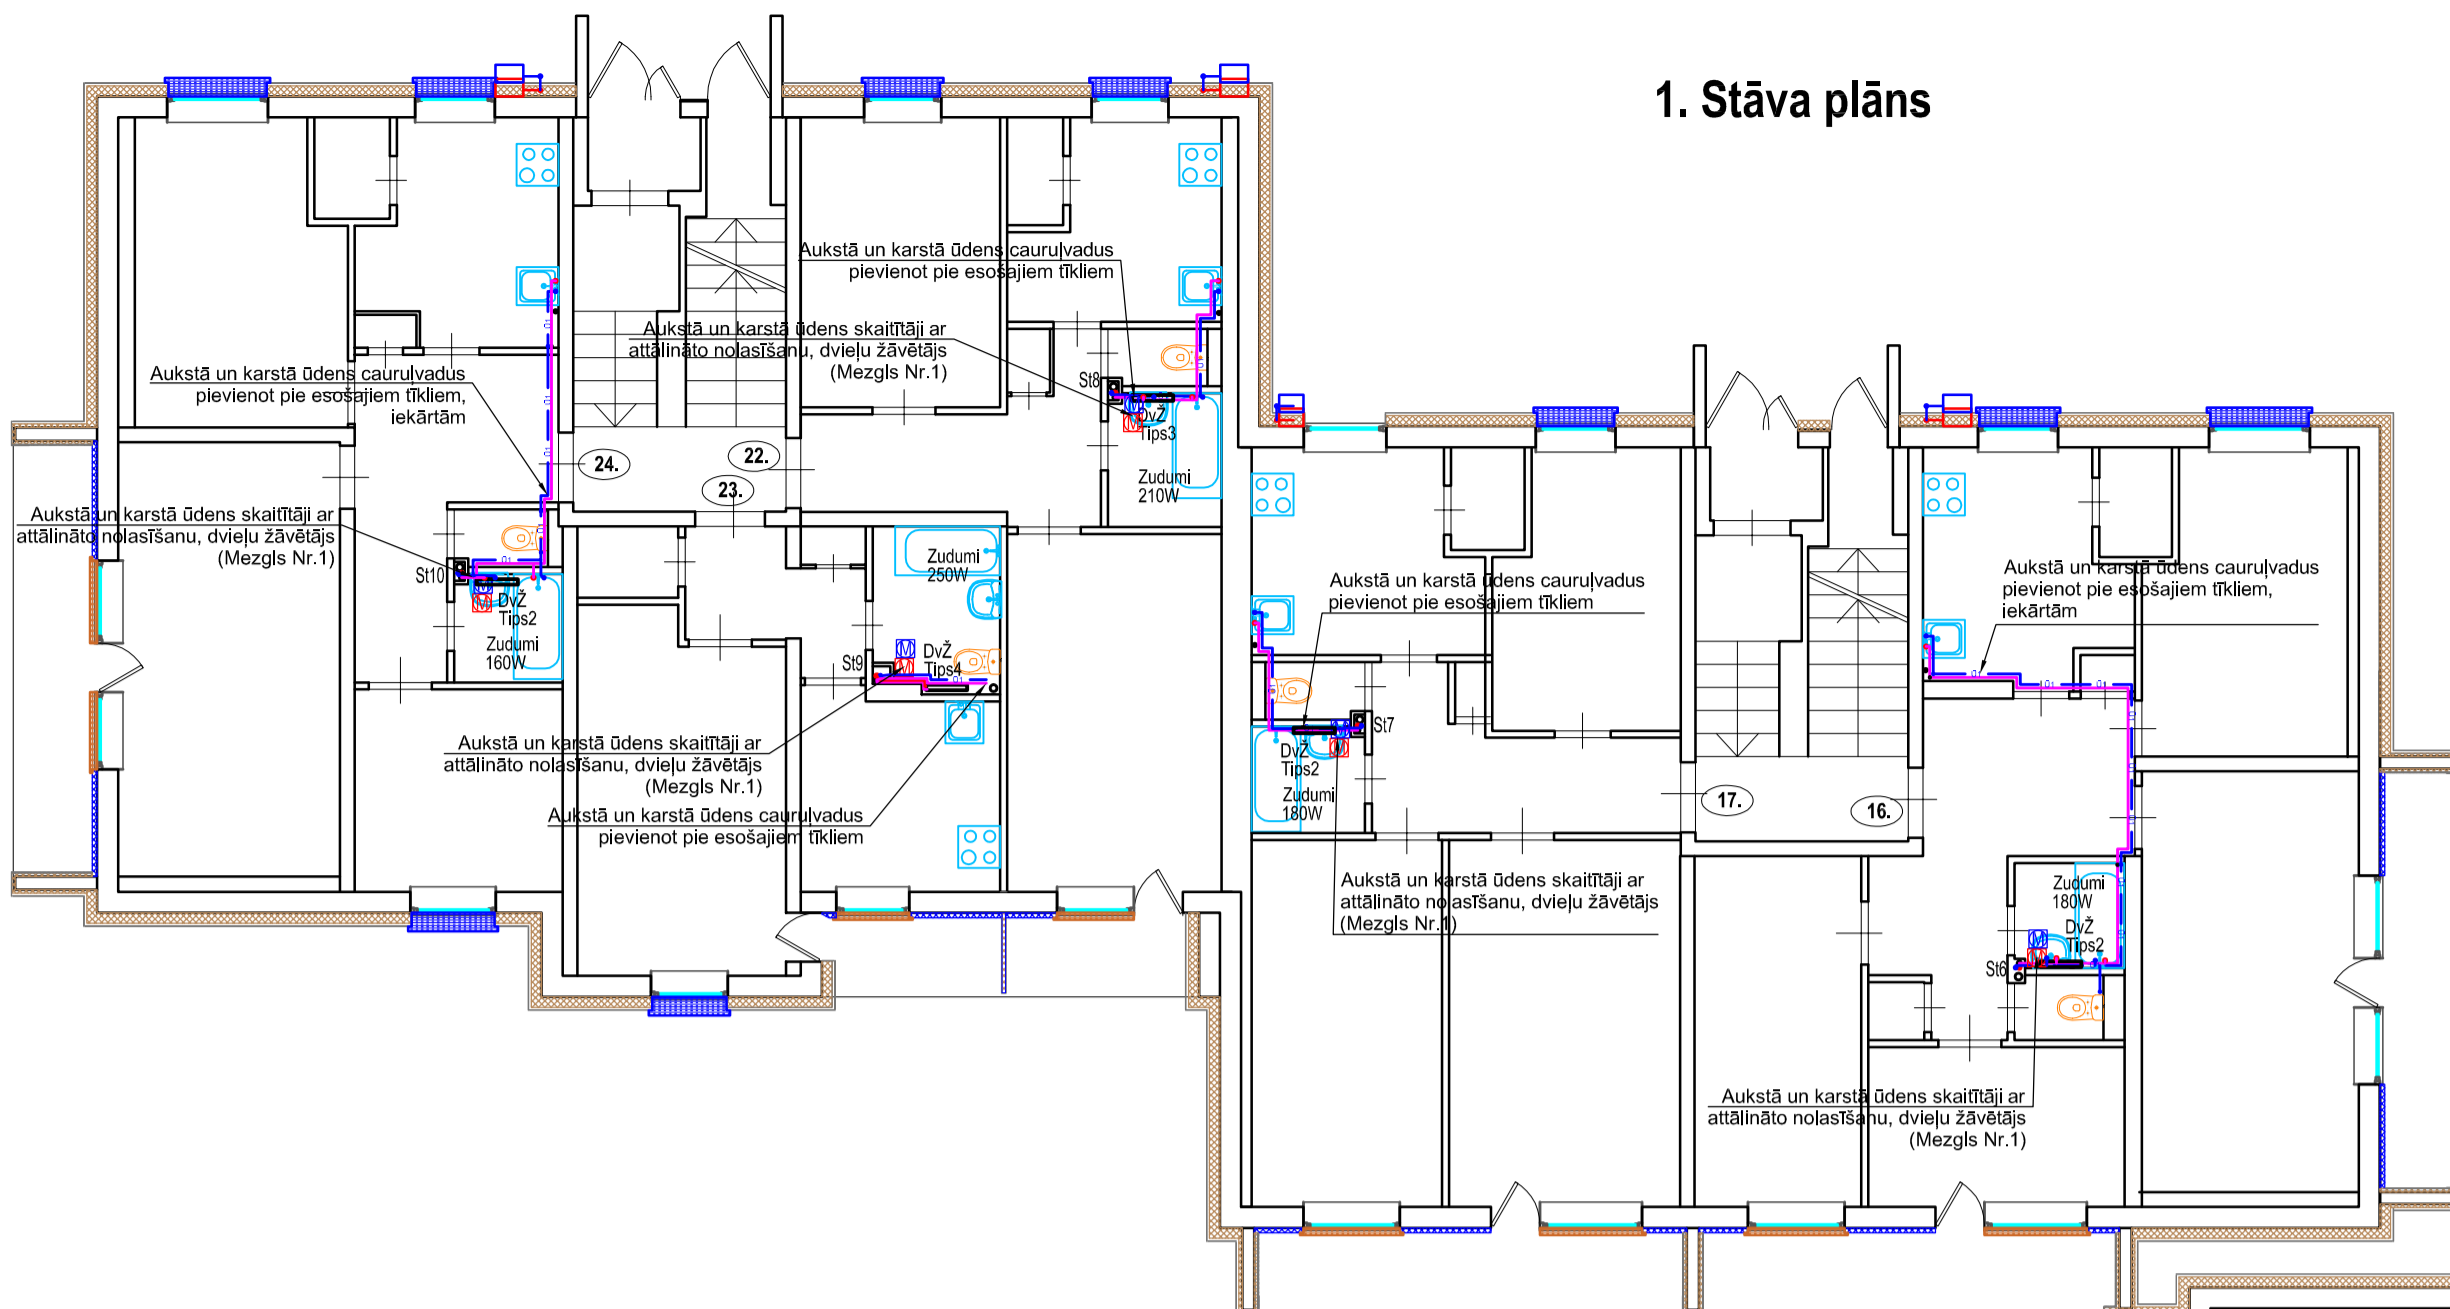 1. Stāva plāns
Aukstā un karstā ūdens cauruļvadus
pievienot pie esošajiem tīkliem
Aukstā un karstā ūdens skaitītāji ar
attālināto nolasīšanu, dvieļu žāvētājs
(Mezgls Nr.1)
Aukstā un karstā ūdens cauruļvadus
pievienot pie esošajiem tīkliem,
iekārtām
St8
DvŽ
Tips3
Zudumi
210W
24.
22.
23.
Aukstā un karstā ūdens skaitītāji ar
attālināto nolasīšanu, dvieļu žāvētājs
(Mezgls Nr.1)
St10
DvŽ
Tips2
Zudumi
160W
Zudumi
250W
St9
DvŽ
Tips4
Aukstā un karstā ūdens skaitītāji ar
attālināto nolasīšanu, dvieļu žāvētājs
(Mezgls Nr.1)
Aukstā un karstā ūdens cauruļvadus
pievienot pie esošajiem tīkliem
Aukstā un karstā ūdens cauruļvadus
pievienot pie esošajiem tīkliem
St7
DvŽ
Tips2
Zudumi
180W
17.
16.
Aukstā un karstā ūdens cauruļvadus
pievienot pie esošajiem tīkliem,
iekārtām
Aukstā un karstā ūdens skaitītāji ar
attālināto nolasīšanu, dvieļu žāvētājs
(Mezgls Nr.1)
Zudumi
180W
DvŽ
Tips2
St6
Aukstā un karstā ūdens skaitītāji ar
attālināto nolasīšanu, dvieļu žāvētājs
(Mezgls Nr.1)